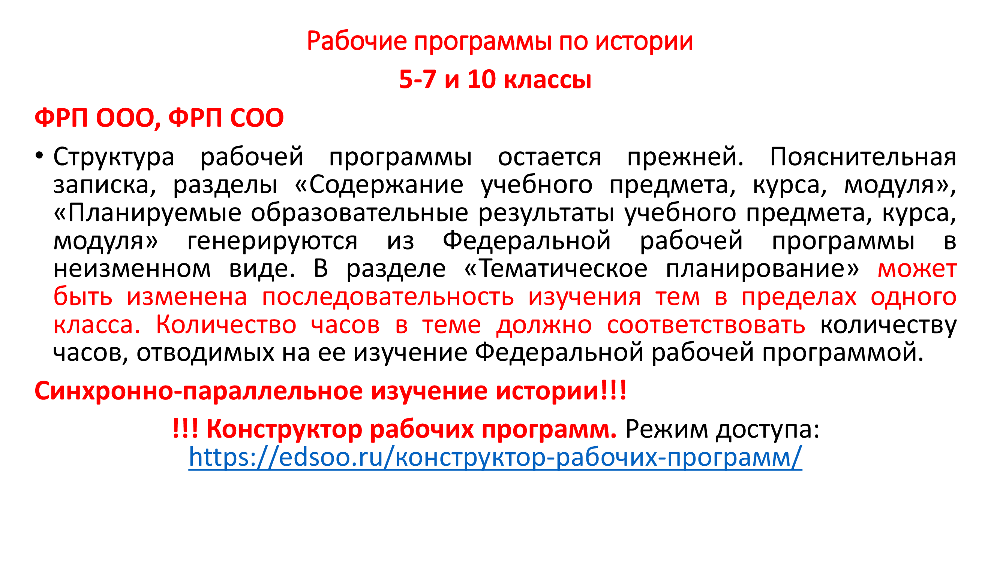 Рабочие программы по истории
5-7 и 10 классы
ФРП ООО, ФРП СОО
• Структура рабочей программы остается прежней. Пояснительная
записка, разделы «Содержание учебного предмета, курса, модуля»,
«Планируемые образовательные результаты учебного предмета, курса,
модуля» генерируются из Федеральной рабочей программы в
неизменном виде. В разделе «Тематическое планирование» может
быть изменена последовательность изучения тем в пределах одного
класса. Количество часов в теме должно соответствовать количеству
часов, отводимых на ее изучение Федеральной рабочей программой.
Синхронно-параллельное изучение истории!!!
!!! Конструктор рабочих программ. Режим доступа:
https://edsoo.ru/конструктор-рабочих-программ/